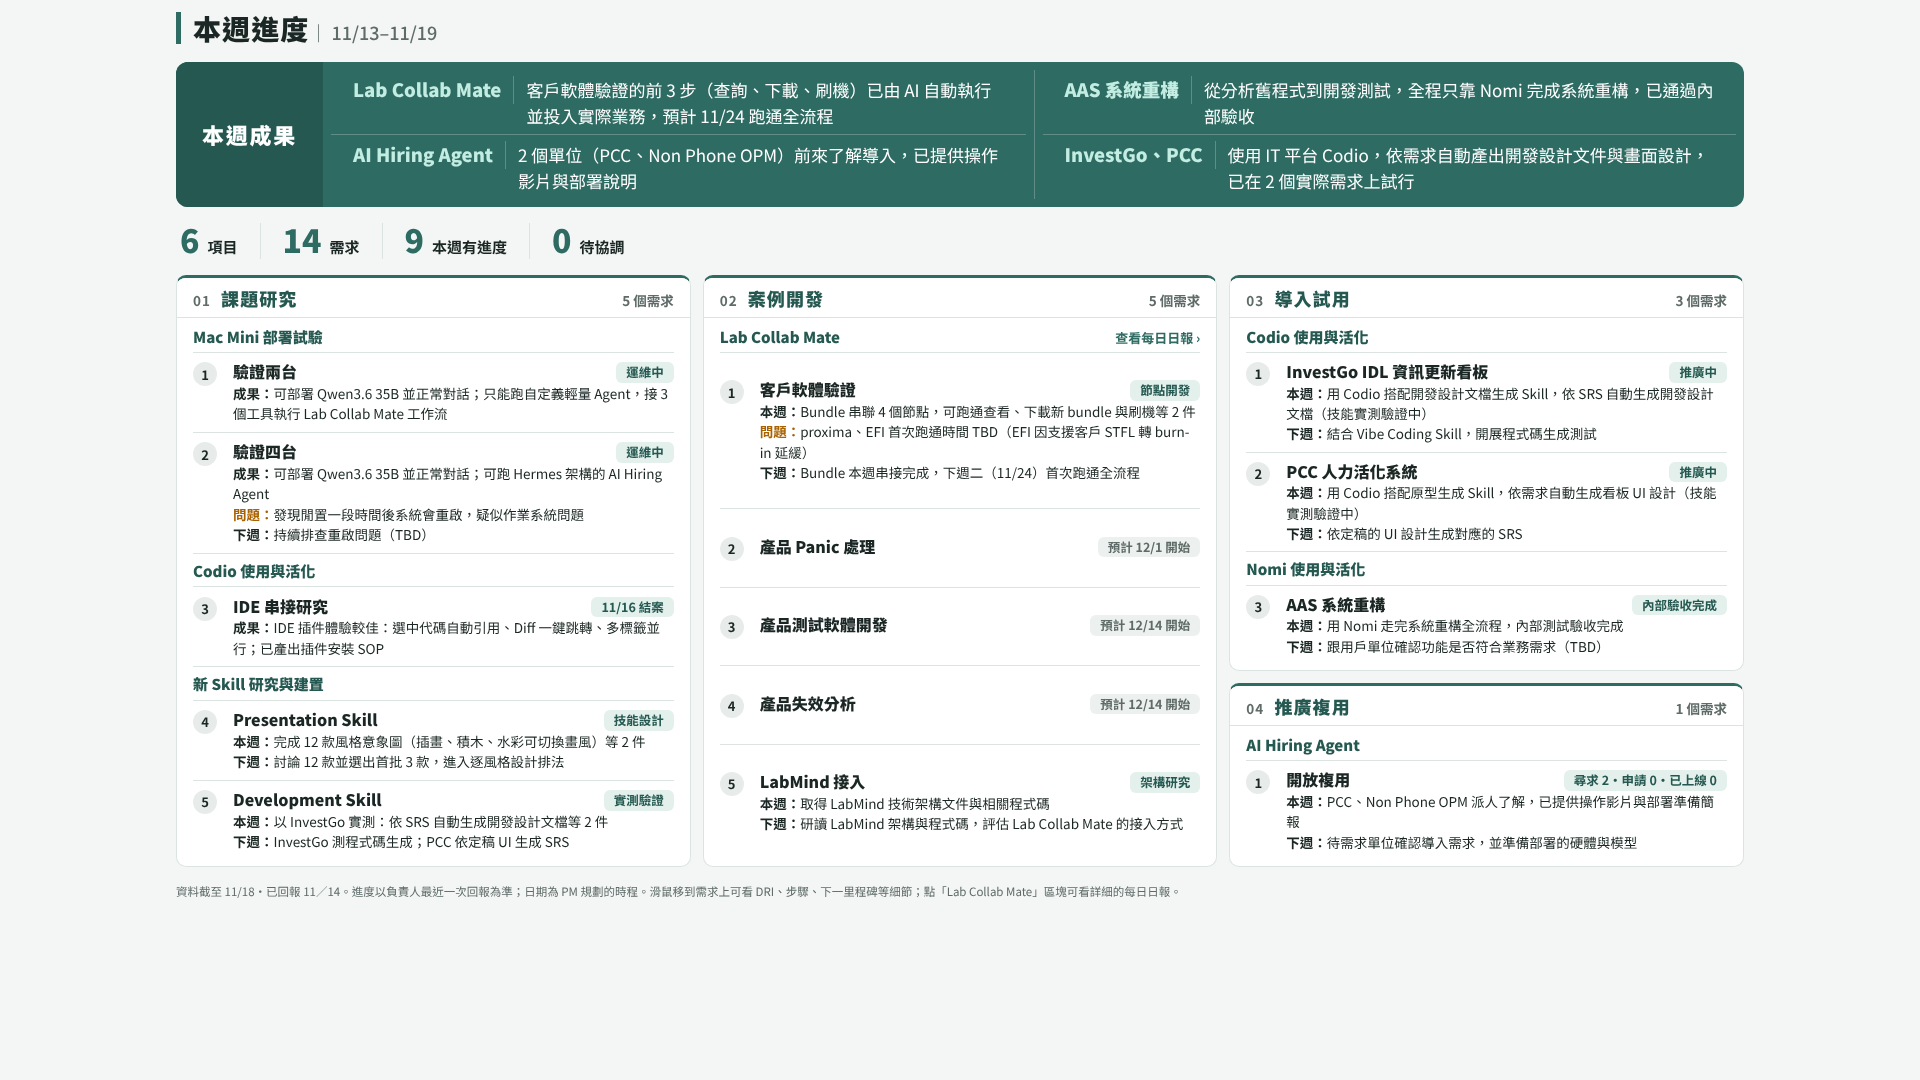 本週進度 11/13–11/19
本週成果
Lab Collab Mate
客戶軟體驗證的前 3 步（查詢、下載、刷機）已由 AI 自動執行
並投入實際業務，預計 11/24 跑通全流程
AAS 系統重構
從分析舊程式到開發測試，全程只靠 Nomi 完成系統重構，已通過內
部驗收
AI Hiring Agent
2 個單位（PCC、Non Phone OPM）前來了解導入，已提供操作
影片與部署說明
InvestGo、PCC
使用 IT 平台 Codio，依需求自動產出開發設計文件與畫面設計，
已在 2 個實際需求上試行
6 項目
14 需求
9 本週有進度
0 待協調
01 課題研究 5 個需求
Mac Mini 部署試驗
1 驗證兩台 運維中
成果：可部署 Qwen3.6 35B 並正常對話；只能跑自定義輕量 Agent，接 3
個工具執行 Lab Collab Mate 工作流
2 驗證四台 運維中
成果：可部署 Qwen3.6 35B 並正常對話；可跑 Hermes 架構的 AI Hiring
Agent
問題：發現閒置一段時間後系統會重啟，疑似作業系統問題
下週：持續排查重啟問題（TBD）
Codio 使用與活化
3 IDE 串接研究 11/16 結案
成果：IDE 插件體驗較佳：選中代碼自動引用、Diff 一鍵跳轉、多標籤並
行；已產出插件安裝 SOP
新 Skill 研究與建置
4 Presentation Skill 技能設計
本週：完成 12 款風格意象圖（插畫、積木、水彩可切換畫風）等 2 件
下週：討論 12 款並選出首批 3 款，進入逐風格設計排法
5 Development Skill 實測驗證
本週：以 InvestGo 實測：依 SRS 自動生成開發設計文檔等 2 件
下週：InvestGo 測程式碼生成；PCC 依定稿 UI 生成 SRS
02 案例開發 5 個需求
Lab Collab Mate 查看每日日報 ›
1 客戶軟體驗證 節點開發
本週：Bundle 串聯 4 個節點，可跑通查看、下載新 bundle 與刷機等 2 件
問題：proxima、EFI 首次跑通時間 TBD（EFI 因支援客戶 STFL 轉 burn-
in 延緩）
下週：Bundle 本週串接完成，下週二（11/24）首次跑通全流程
2 產品 Panic 處理 預計 12/1 開始
3 產品測試軟體開發 預計 12/14 開始
4 產品失效分析 預計 12/14 開始
5 LabMind 接入 架構研究
本週：取得 LabMind 技術架構文件與相關程式碼
下週：研讀 LabMind 架構與程式碼，評估 Lab Collab Mate 的接入方式
03 導入試用 3 個需求
Codio 使用與活化
1 InvestGo IDL 資訊更新看板 推廣中
本週：用 Codio 搭配開發設計文檔生成 Skill，依 SRS 自動生成開發設計
文檔（技能實測驗證中）
下週：結合 Vibe Coding Skill，開展程式碼生成測試
2 PCC 人力活化系統 推廣中
本週：用 Codio 搭配原型生成 Skill，依需求自動生成看板 UI 設計（技能
實測驗證中）
下週：依定稿的 UI 設計生成對應的 SRS
Nomi 使用與活化
3 AAS 系統重構 內部驗收完成
本週：用 Nomi 走完系統重構全流程，內部測試驗收完成
下週：跟用戶單位確認功能是否符合業務需求（TBD）
04 推廣複用 1 個需求
AI Hiring Agent
1 開放複用 尋求 2・申請 0・已上線 0
本週：PCC、Non Phone OPM 派人了解，已提供操作影片與部署準備簡
報
下週：待需求單位確認導入需求，並準備部署的硬體與模型
資料截至 11/18・已回報 11／14。進度以負責人最近一次回報為準；日期為 PM 規劃的時程。滑鼠移到需求上可看 DRI、步驟、下一里程碑等細節；點「Lab Collab Mate」區塊可看詳細的每日日報。